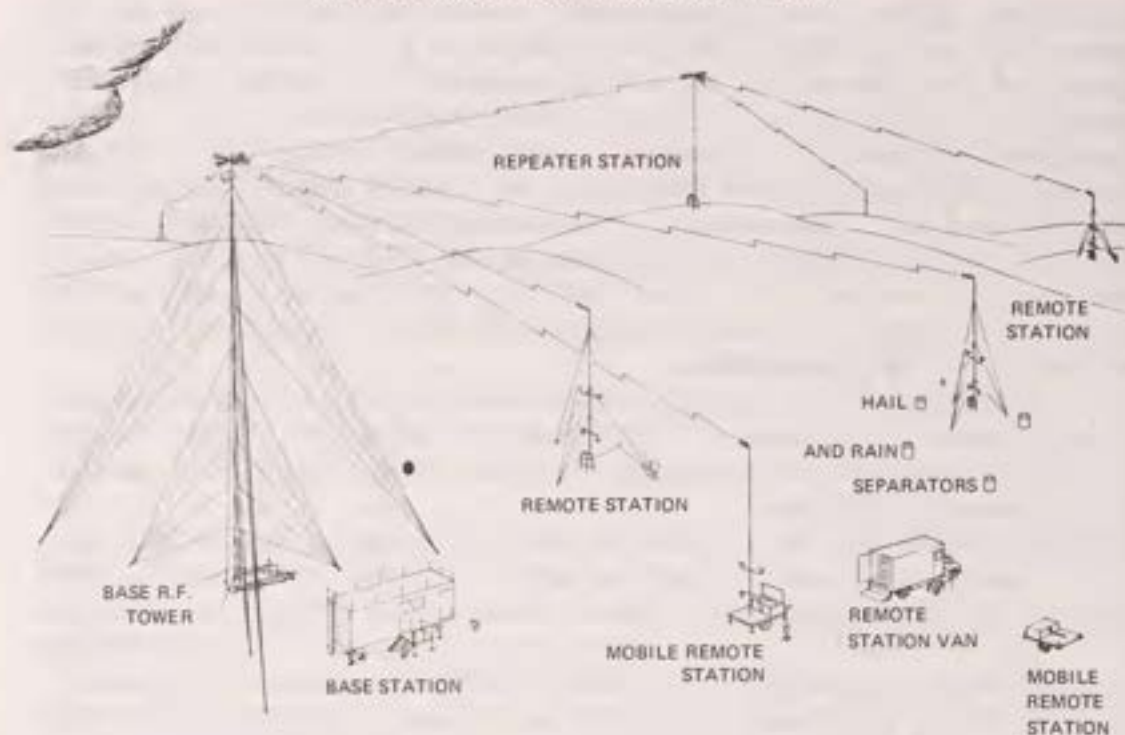 REPEATER STATION
REMOTE
STATION
HAIL
AND RAIN
SEPARATORS
REMOTE STATION
BASE R.F.
TOWER
BASE STATION
MOBILE REMOTE
STATION
REMOTE
STATION VAN
MOBILE
REMOTE
STATION